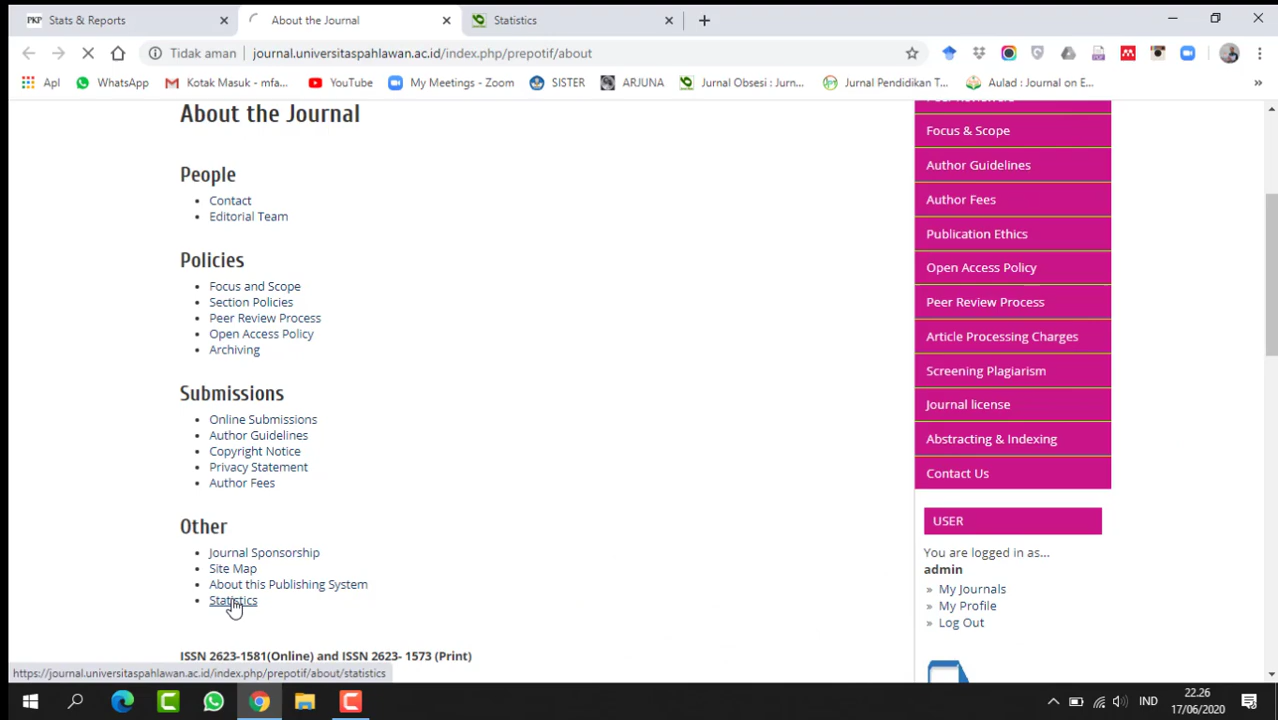 PKP Stats & Reports
About the Journal
Statistics
Tidak aman
journal.universitaspahlawan.ac.id/index.php/prepotif/about
Apl
WhatsApp
Kotak Masuk - mfa...
YouTube
My Meetings - Zoom
SISTER
ARJUNA
Jurnal Obsesi : Jurn...
Jurnal Pendidikan T...
Aulad : Journal on E...
About the Journal
People
Contact
Editorial Team
Policies
Focus and Scope
Section Policies
Peer Review Process
Open Access Policy
Archiving
Submissions
Online Submissions
Author Guidelines
Copyright Notice
Privacy Statement
Author Fees
Other
Journal Sponsorship
Site Map
About this Publishing System
Statistics
ISSN 2623-1581(Online) and ISSN 2623- 1573 (Print)
https://journal.universitaspahlawan.ac.id/index.php/prepotif/about/statistics
Focus & Scope
Author Guidelines
Author Fees
Publication Ethics
Open Access Policy
Peer Review Process
Article Processing Charges
Screening Plagiarism
Journal license
Abstracting & Indexing
Contact Us
USER
You are logged in as...
admin
» My Journals
» My Profile
» Log Out
IND
22.26
17/06/2020